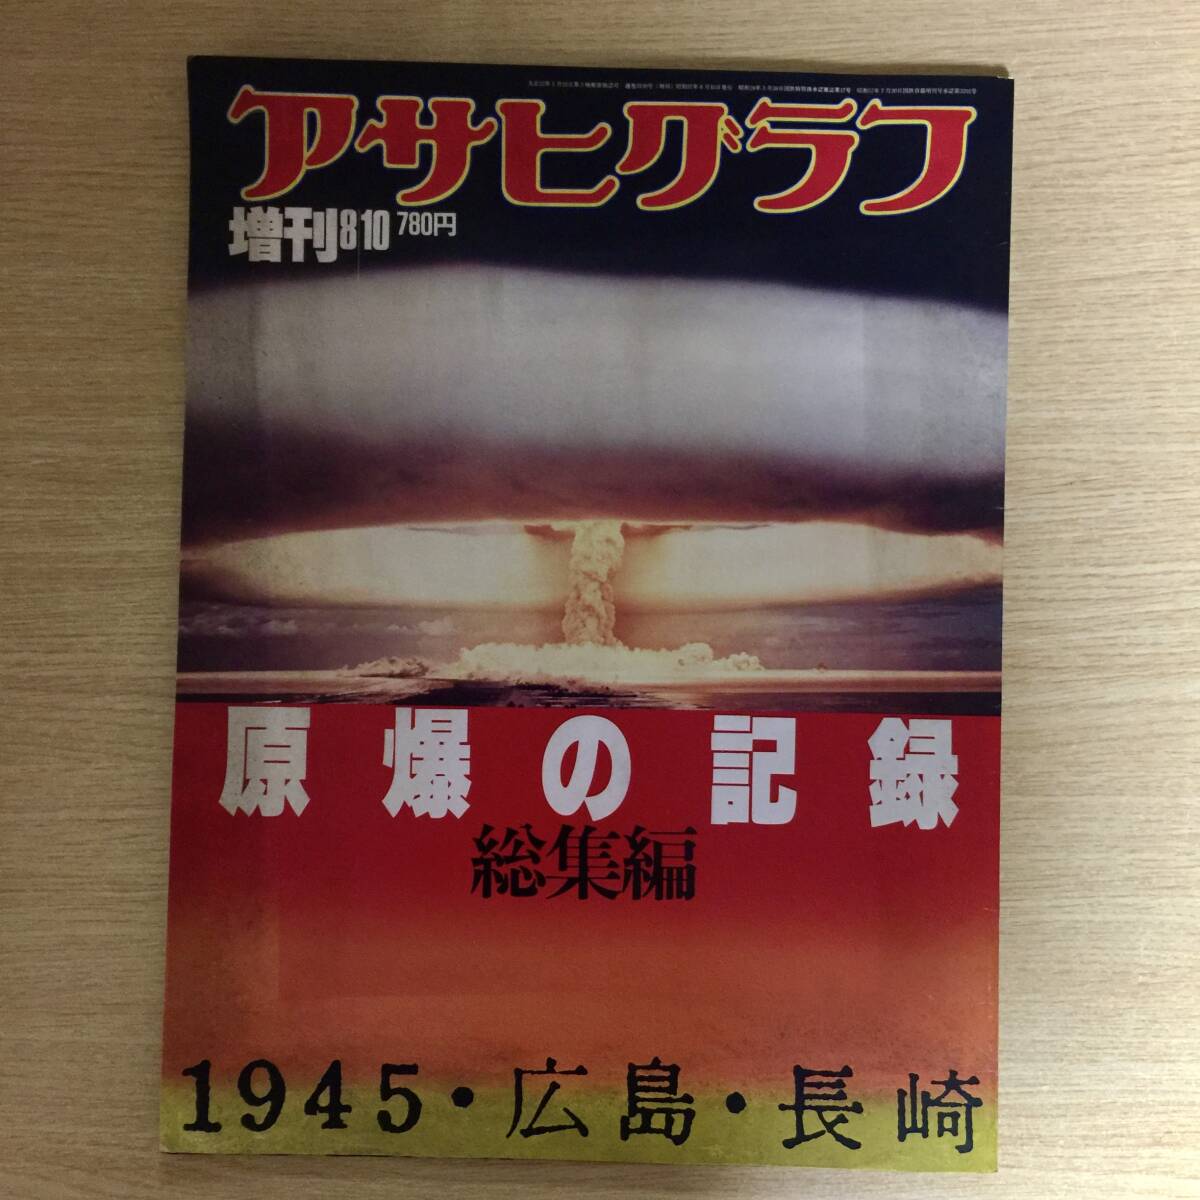 アサヒグラフ
増刊8 10 780円
原爆の記録
総集編
1945・広島・長崎